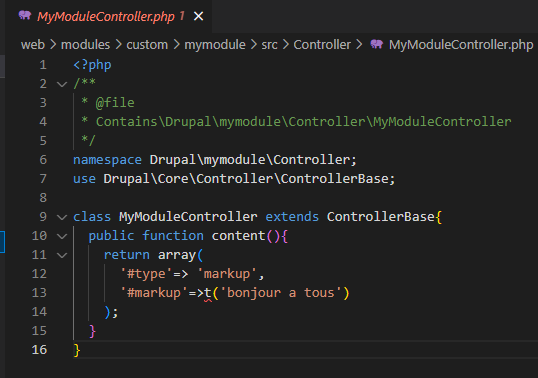 MyModuleController.php 1
web > modules > custom > mymodule > src > Controller > MyModuleController.php
1 <?php
2 /**
3  * @file
4  * Contains\Drupal\mymodule\Controller\MyModuleController
5  */
6 namespace Drupal\mymodule\Controller;
7 use Drupal\Core\Controller\ControllerBase;
8
9 class MyModuleController extends ControllerBase{
10   public function content(){
11     return array(
12       '#type'=> 'markup',
13       '#markup'=>t('bonjour a tous')
14     );
15   }
16 }